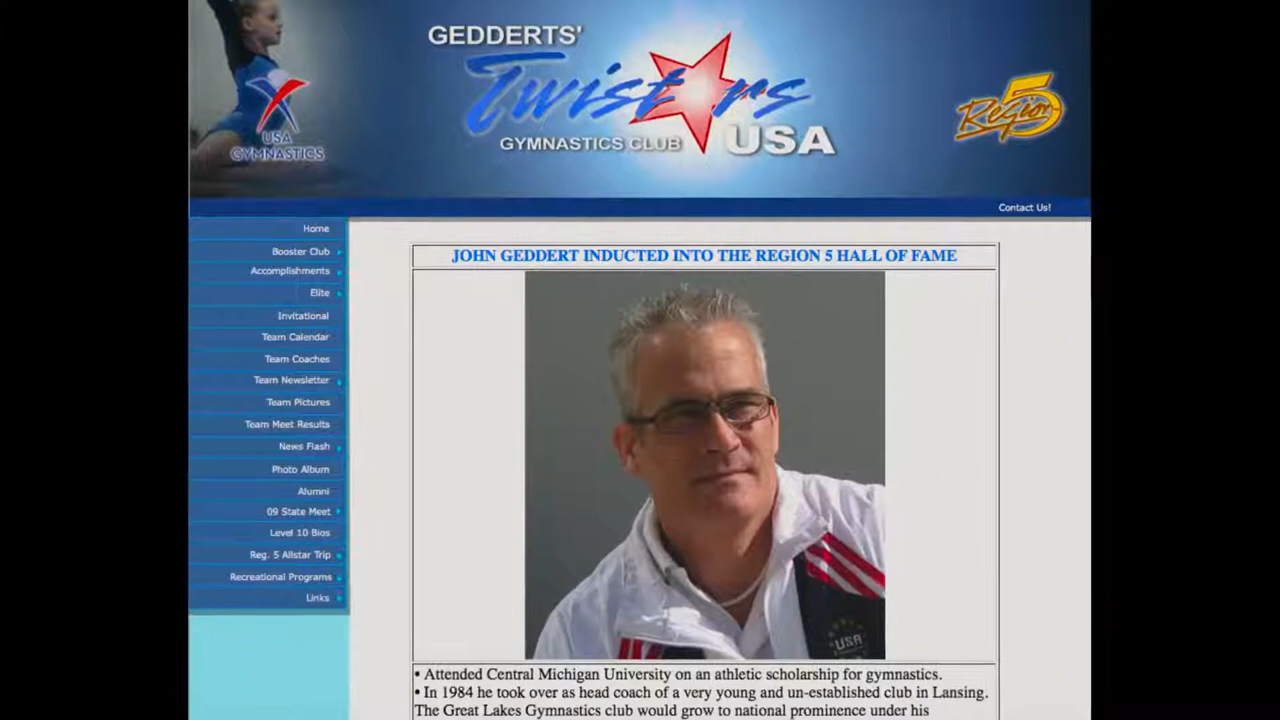 GEDDERTS'
Twisters
GYMNASTICS CLUB USA
USA
GYMNASTICS
Region 5
Contact Us!
Home
Booster Club
Accomplishments
Elite
Invitational
Team Calendar
Team Coaches
Team Newsletter
Team Pictures
Team Meet Results
News Flash
Photo Album
Alumni
09 State Meet
Level 10 Bios
Reg. 5 Allstar Trip
Recreational Programs
Links
JOHN GEDDERT INDUCTED INTO THE REGION 5 HALL OF FAME
USA
• Attended Central Michigan University on an athletic scholarship for gymnastics.
• In 1984 he took over as head coach of a very young and un-established club in Lansing.
The Great Lakes Gymnastics club would grow to national prominence under his